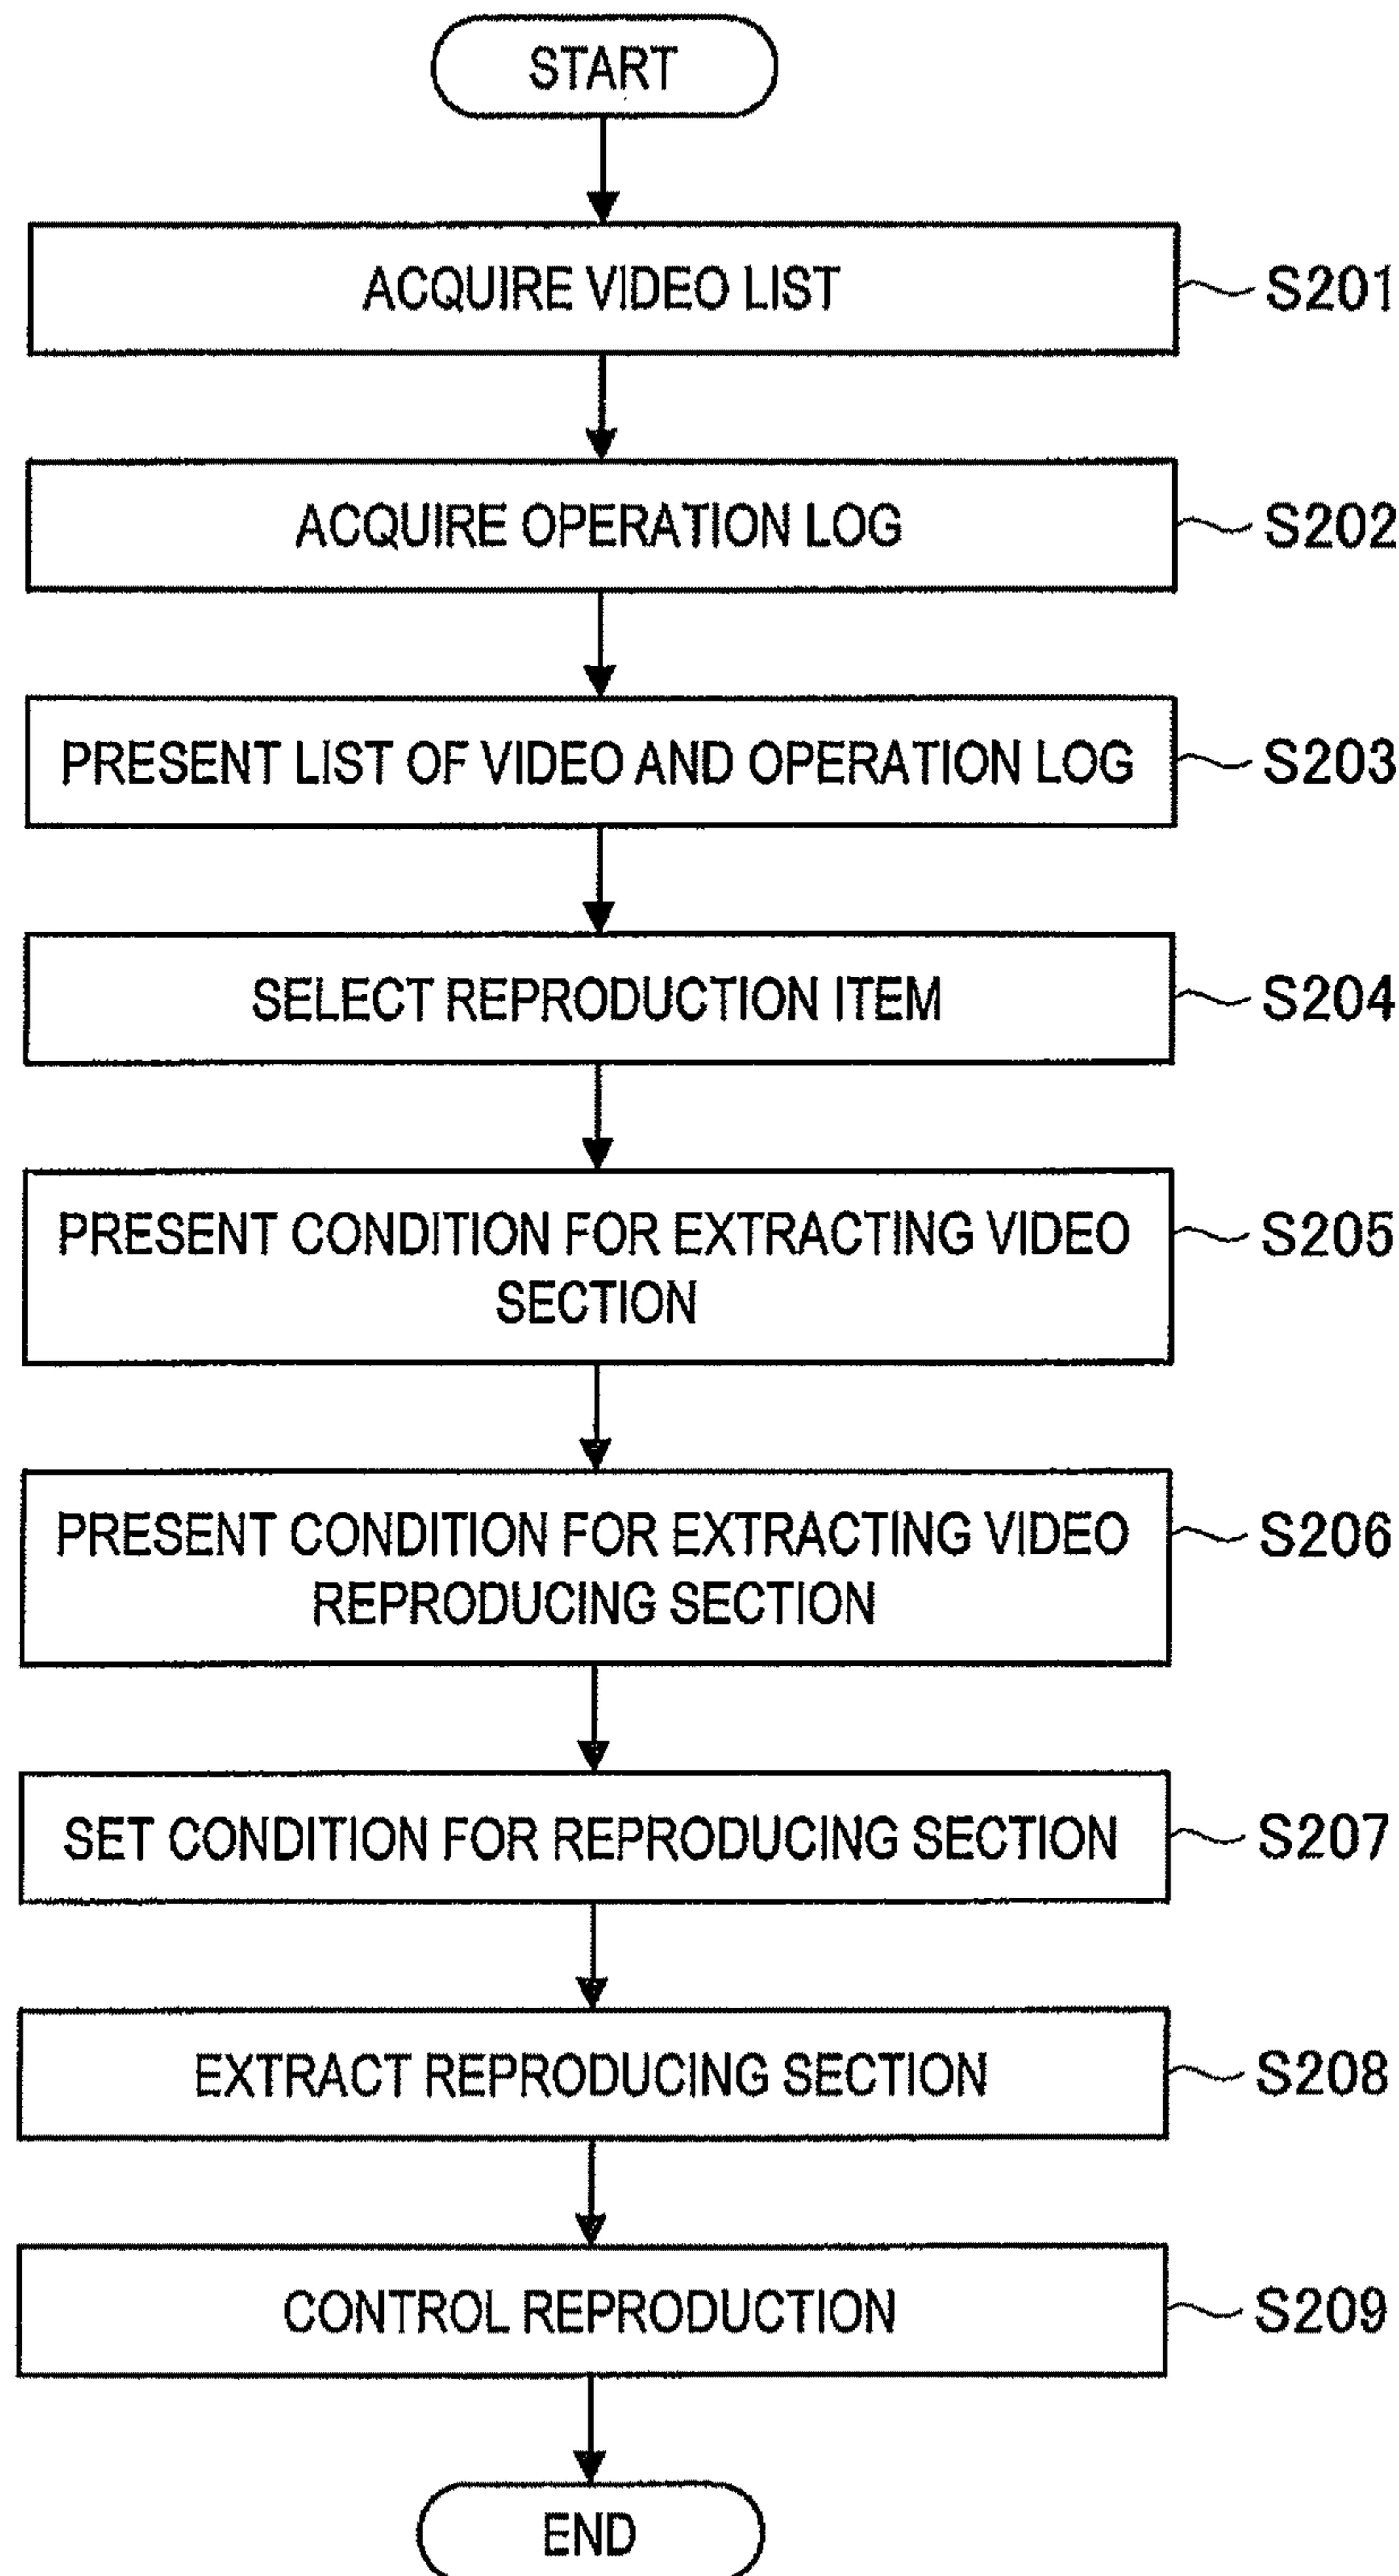 START
ACQUIRE VIDEO LIST
S201
ACQUIRE OPERATION LOG
S202
PRESENT LIST OF VIDEO AND OPERATION LOG
S203
SELECT REPRODUCTION ITEM
S204
PRESENT CONDITION FOR EXTRACTING VIDEO
SECTION
S205
PRESENT CONDITION FOR EXTRACTING VIDEO
REPRODUCING SECTION
S206
SET CONDITION FOR REPRODUCING SECTION
S207
EXTRACT REPRODUCING SECTION
S208
CONTROL REPRODUCTION
S209
END